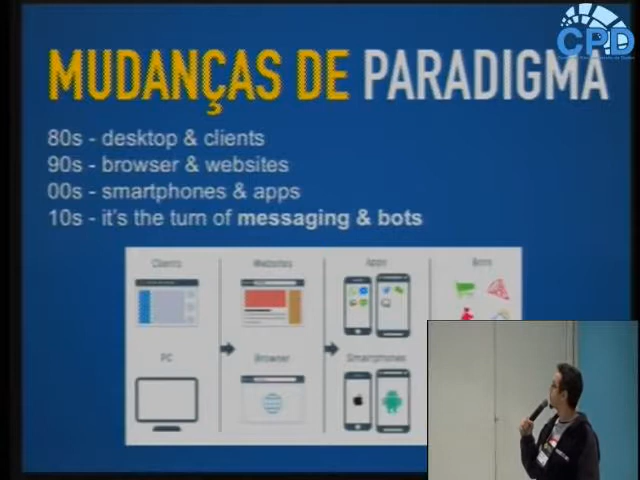 CPD
MUDANÇAS DE PARADIGMA
80s - desktop & clients
90s - browser & websites
00s - smartphones & apps
10s - it's the turn of messaging & bots
Clients
Websites
Apps
Bots
PC
Browser
Smartphones